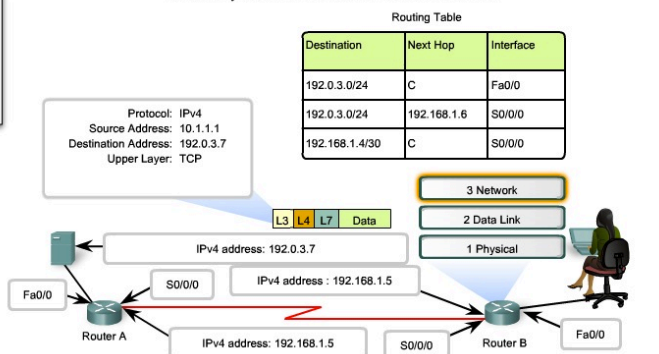 Routing Table
Destination Next Hop Interface
192.0.3.0/24 C Fa0/0
192.0.3.0/24 192.168.1.6 S0/0/0
192.168.1.4/30 C S0/0/0
Protocol: IPv4
Source Address: 10.1.1.1
Destination Address: 192.0.3.7
Upper Layer: TCP
3 Network
L3 L4 L7 Data
2 Data Link
IPv4 address: 192.0.3.7
1 Physical
S0/0/0
IPv4 address : 192.168.1.5
Fa0/0
Router A
IPv4 address: 192.168.1.5
S0/0/0
Router B
Fa0/0